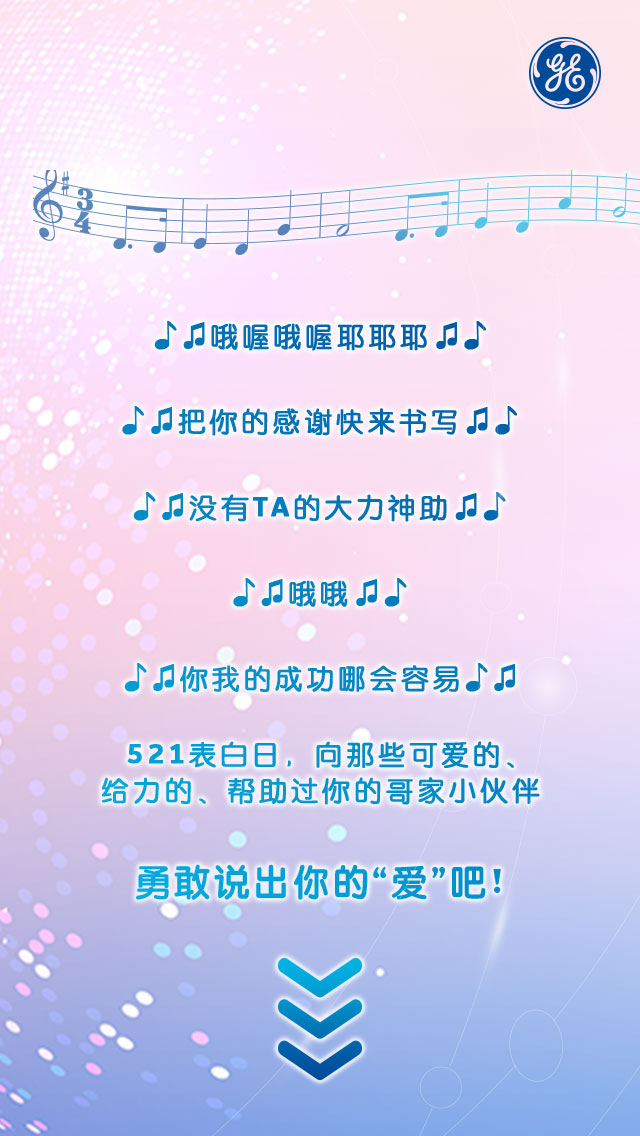 GE
3
4
♪♫哦喔哦喔耶耶耶♫♪
♪♫把你的感谢快来书写♫♪
♪♫没有TA的大力神助♫♪
♪♫哦哦♫♪
♪♫你我的成功哪会容易♪♫
521表白日，向那些可爱的、
给力的、帮助过你的哥家小伙伴
勇敢说出你的“爱”吧！